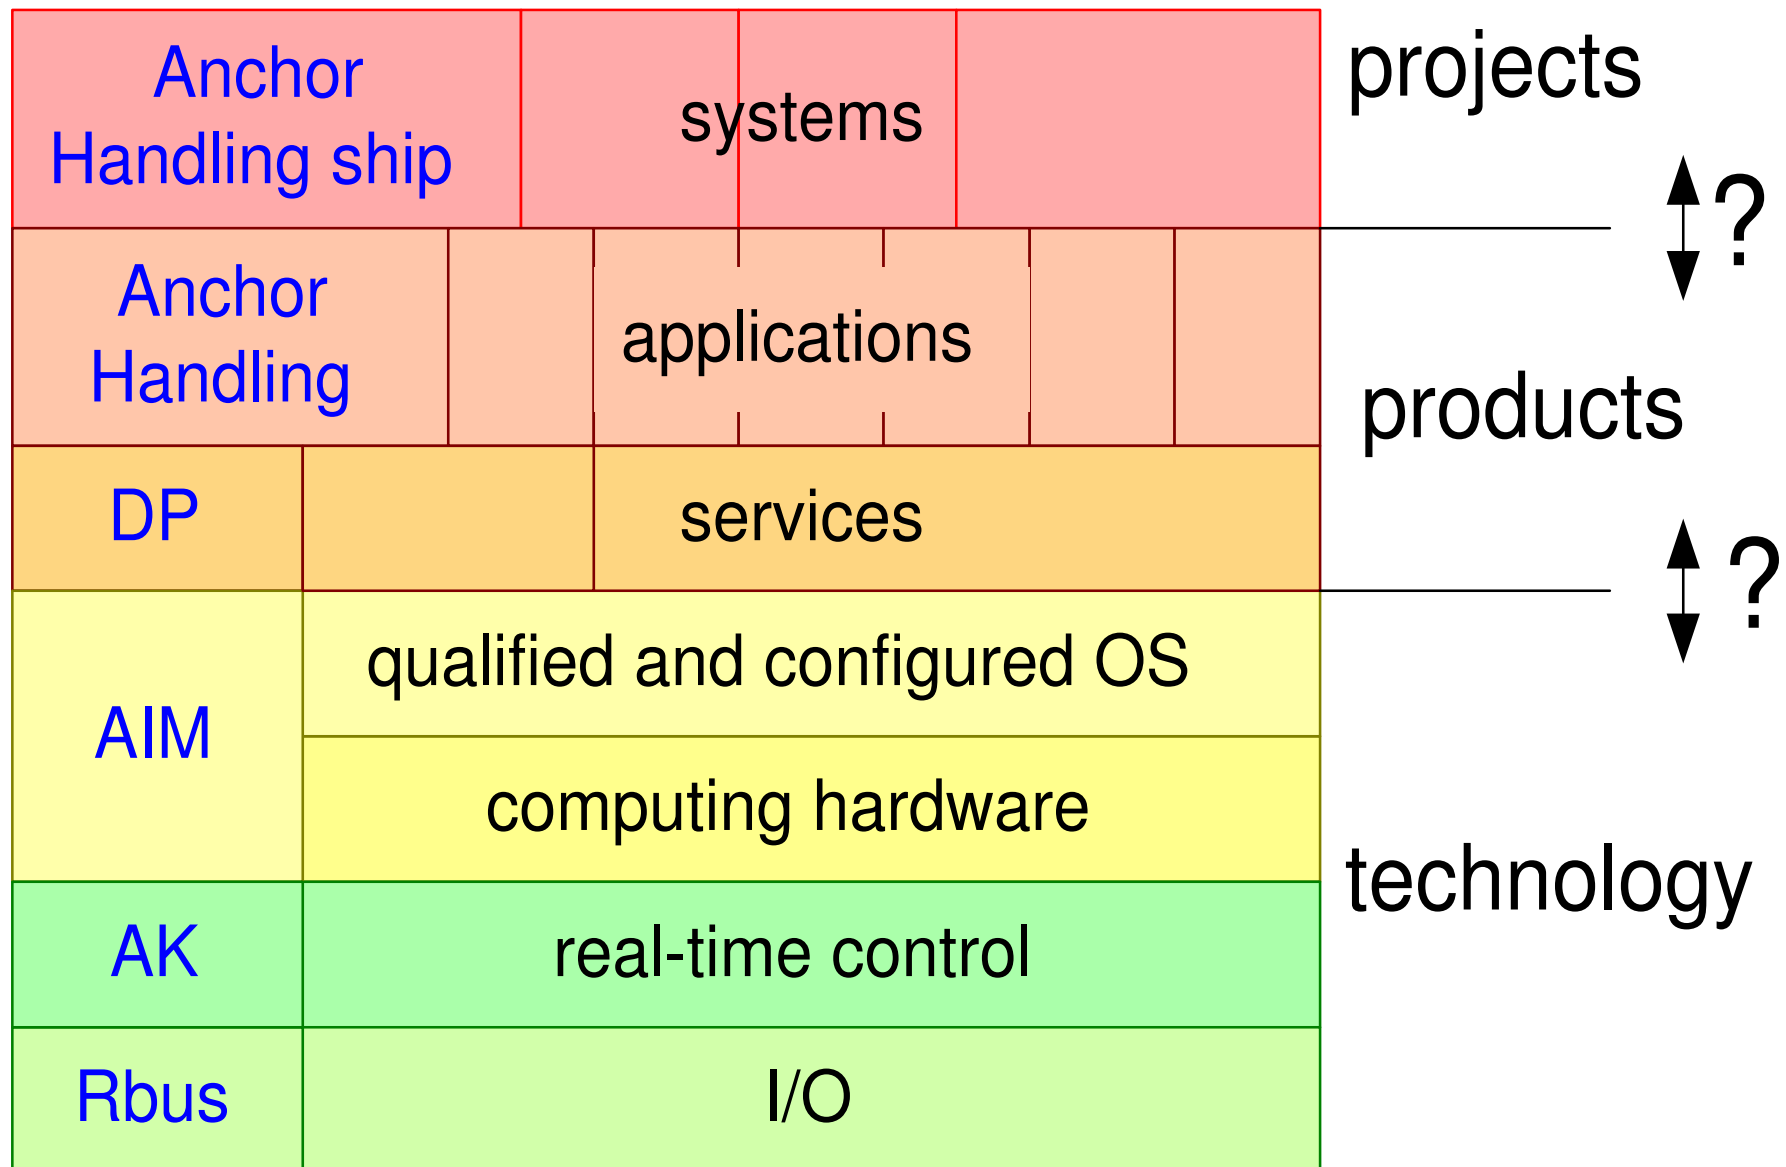 Anchor
Handling ship
systems
projects
?
Anchor
Handling
applications
products
DP
services
?
qualified and configured OS
AIM
computing hardware
technology
AK
real-time control
Rbus
I/O